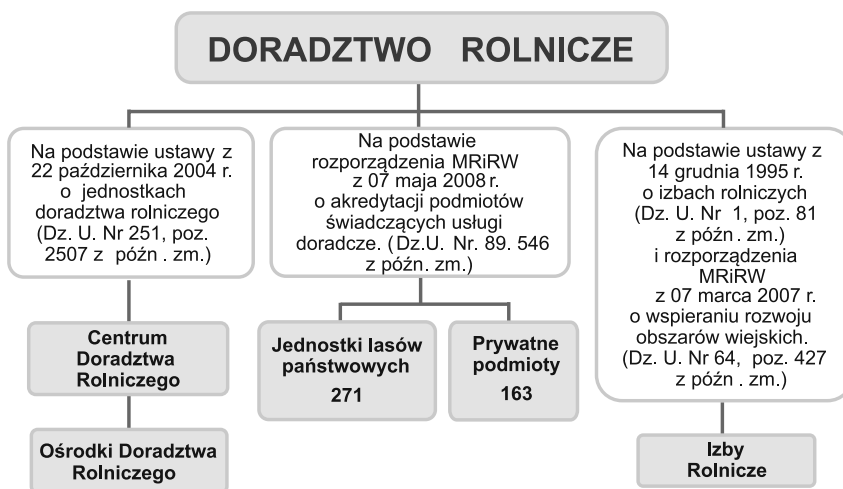 DORADZTWO ROLNICZE
Na podstawie ustawy z
22 października 2004 r.
o jednostkach
doradztwa rolniczego
(Dz. U. Nr 251, poz.
2507 z późn . zm.)
Centrum
Doradztwa
Rolniczego
Ośrodki Doradztwa
Rolniczego
Na podstawie
rozporządzenia MRiRW
z 07 maja 2008 r.
o akredytacji podmiotów
świadczących usługi
doradcze. (Dz.U. Nr. 89. 546
z późn. zm.)
Jednostki lasów
państwowych
271
Prywatne
podmioty
163
Na podstawie ustawy z
14 grudnia 1995 r.
o izbach rolniczych
(Dz. U. Nr 1, poz. 81
z późn . zm.)
i rozporządzenia
MRiRW
z 07 marca 2007 r.
o wspieraniu rozwoju
obszarów wiejskich.
(Dz. U. Nr 64, poz. 427
z późn . zm.)
Izby
Rolnicze